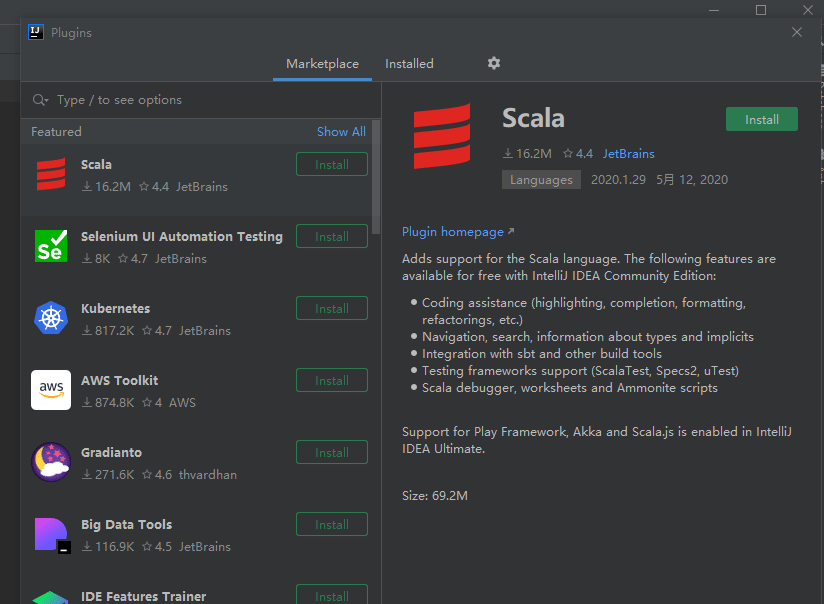 Plugins
Marketplace
Installed
Type / to see options
Featured
Show All
Scala
Install
16.2M 4.4 JetBrains
Selenium UI Automation Testing
Install
8K 4.7 JetBrains
Kubernetes
Install
817.2K 4.7 JetBrains
aws
AWS Toolkit
Install
874.8K 4 AWS
Gradianto
Install
271.6K 4.6 thvardhan
Big Data Tools
Install
116.9K 4.5 JetBrains
IDE Features Trainer
Install
Scala
Install
16.2M 4.4 JetBrains
Languages 2020.1.29 5月 12, 2020
Plugin homepage
Adds support for the Scala language. The following features are
available for free with IntelliJ IDEA Community Edition:
Coding assistance (highlighting, completion, formatting,
refactorings, etc.)
Navigation, search, information about types and implicits
Integration with sbt and other build tools
Testing frameworks support (ScalaTest, Specs2, uTest)
Scala debugger, worksheets and Ammonite scripts
Support for Play Framework, Akka and Scala.js is enabled in IntelliJ
IDEA Ultimate.
Size: 69.2M